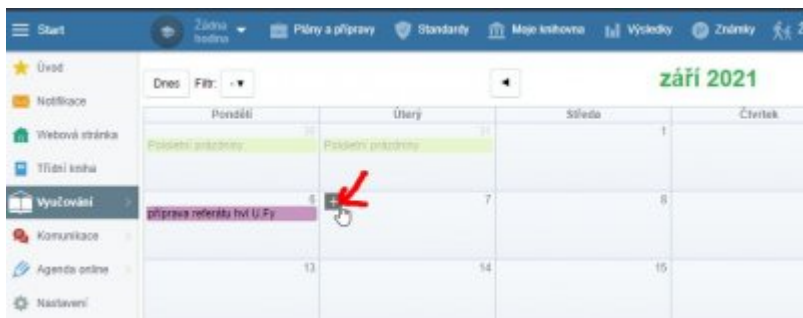 Start
Žádná hodina
Plány a přípravy
Standardy
Moje knihovna
Výsledky
Známky
Úvod
Notifikace
Webová stránka
Třídní kniha
Vyučování
Komunikace
Agenda online
Nastavení
Dnes Filtr: -▼
◄
září 2021
Pondělí Úterý Středa Čtvrtek
30 31 1
Pololetní prázdniny Pololetní prázdniny
6 7 8
příprava referátu hvl U.Fy
13 14 15